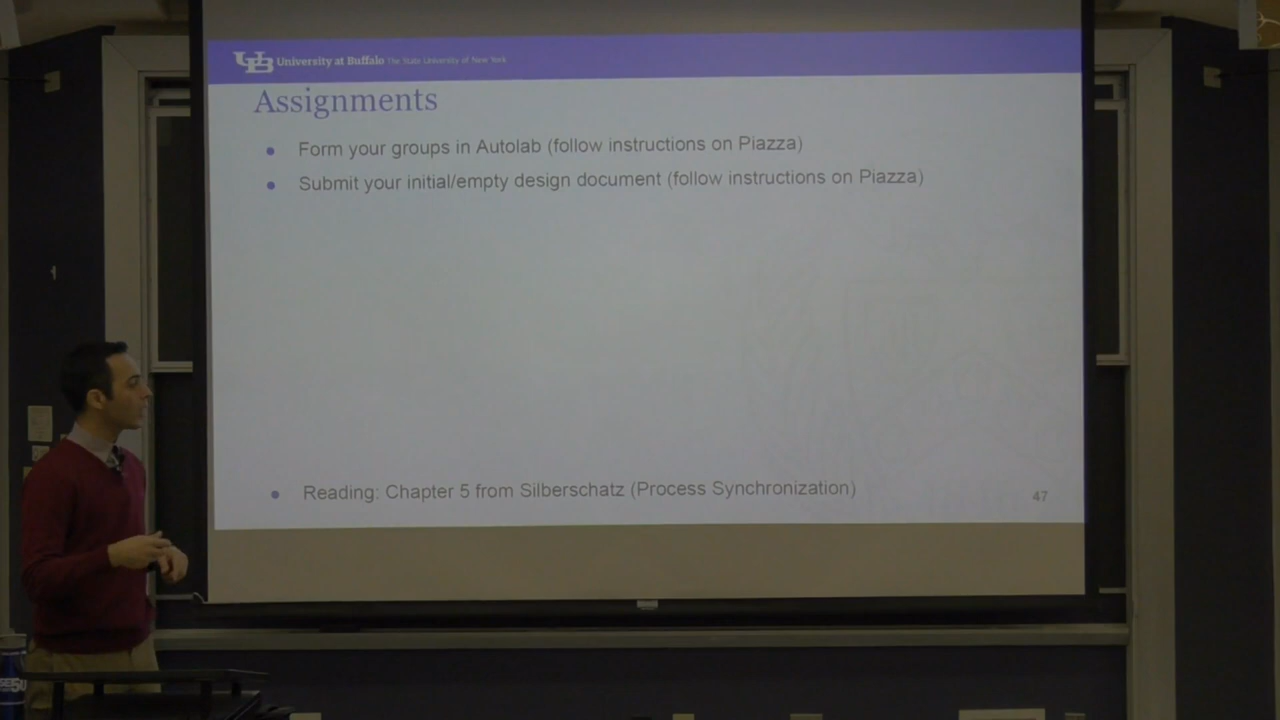 University at Buffalo The State University of New York
Assignments
Form your groups in Autolab (follow instructions on Piazza)
Submit your initial/empty design document (follow instructions on Piazza)
Reading: Chapter 5 from Silberschatz (Process Synchronization)
47